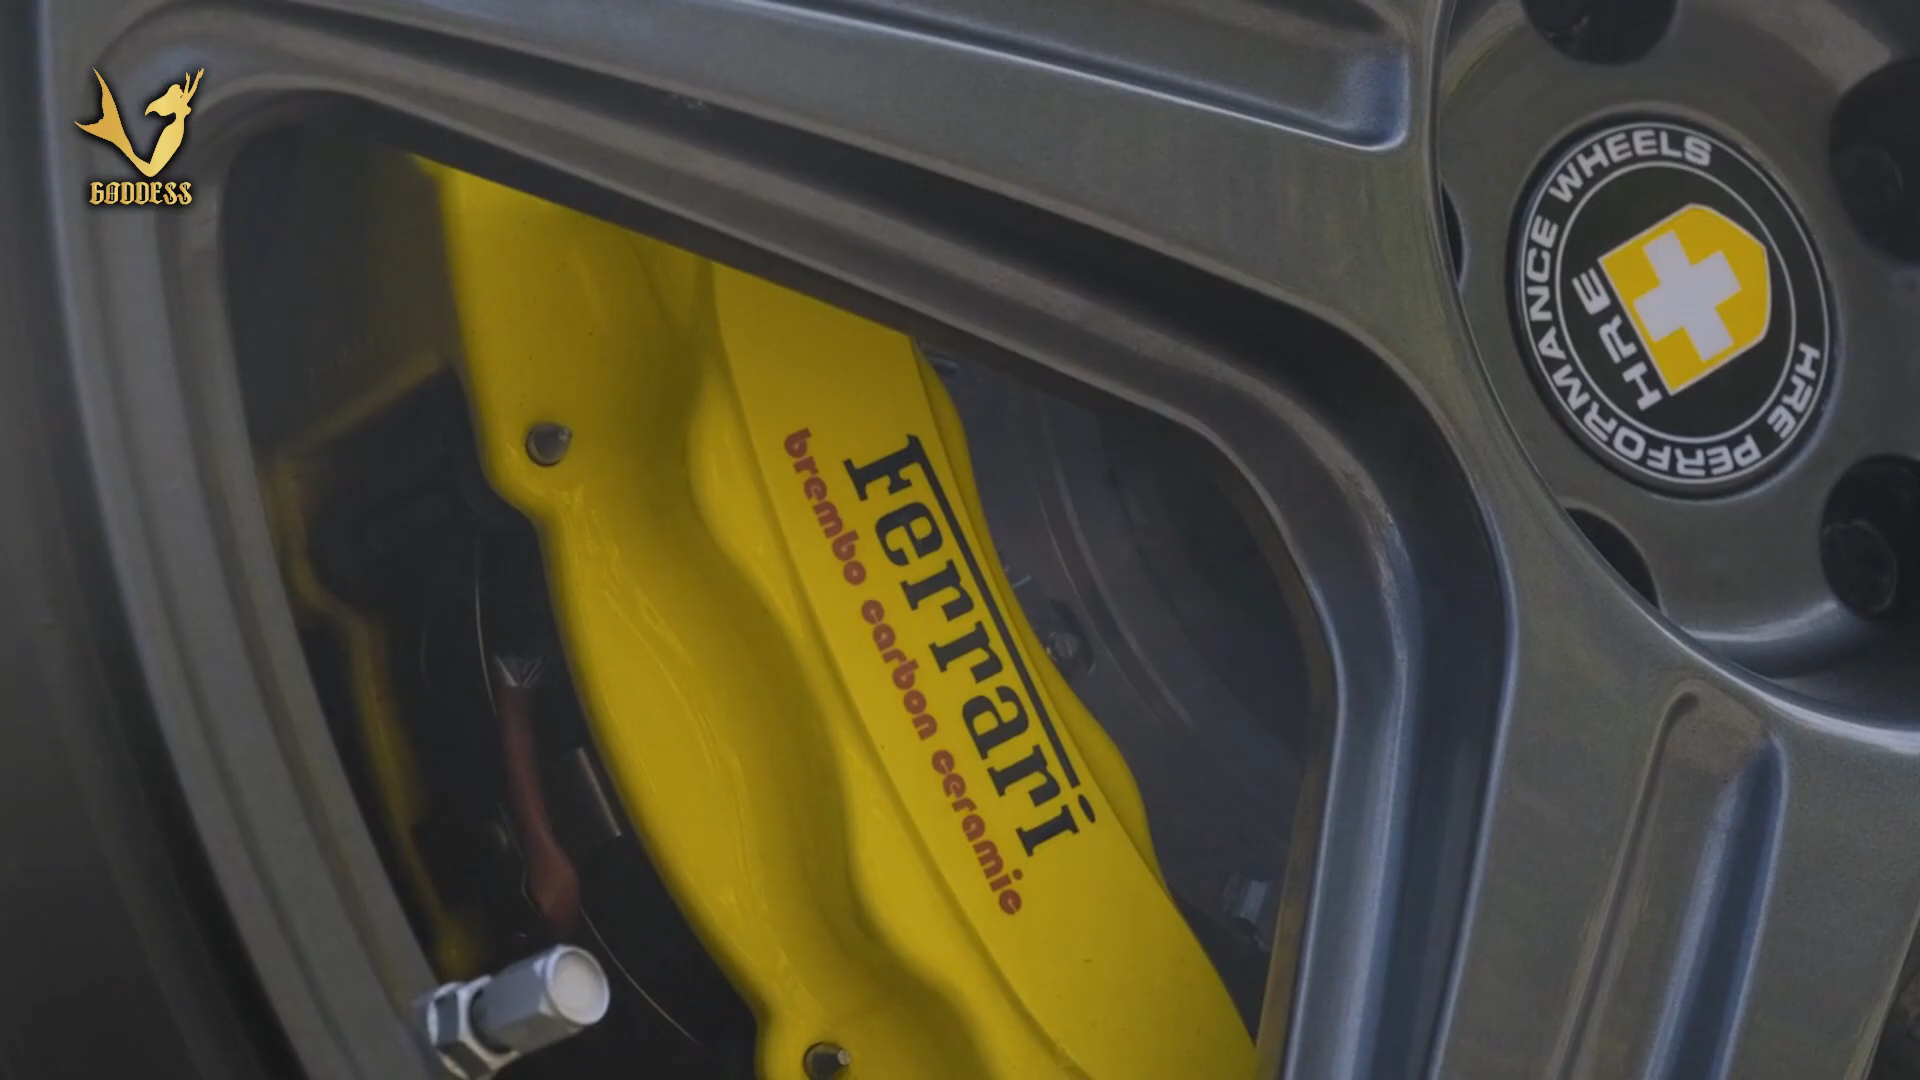 GODDESS
Ferrari
brembo carbon ceramic
HRE PERFORMANCE WHEELS
HRE